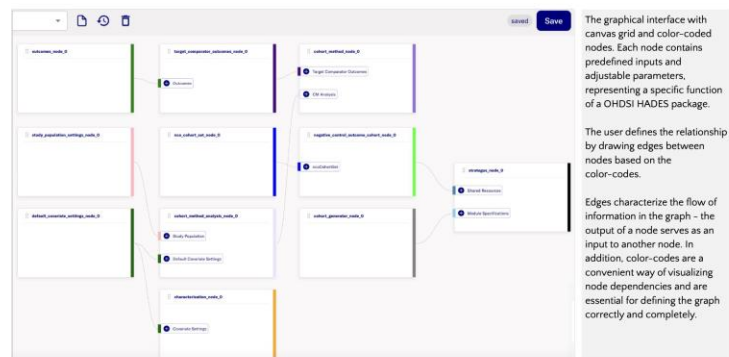 saved
Save
outcomes_node_0
target_comparator_outcomes_node_0
Outcomes
cohort_method_node_0
Target Comparator Outcomes
CM Analysis
study_population_settings_node_0
nco_cohort_set_node_0
negative_control_outcome_cohort_node_0
ncoCohortSet
strategus_node_0
Shared Resources
Module Specifications
default_covariate_settings_node_0
cohort_method_analysis_node_0
Study Population
Default Covariate Settings
cohort_generator_node_0
characterization_node_0
Covariate Settings
The graphical interface with
canvas grid and color-coded
nodes. Each node contains
predefined inputs and
adjustable parameters,
representing a specific function
of a OHDSI HADES package.
The user defines the relationship
by drawing edges between
nodes based on the
color-codes.
Edges characterize the flow of
information in the graph - the
output of a node serves as an
input to another node. In
addition, color-codes are a
convenient way of visualizing
node dependencies and are
essential for defining the graph
correctly and completely.